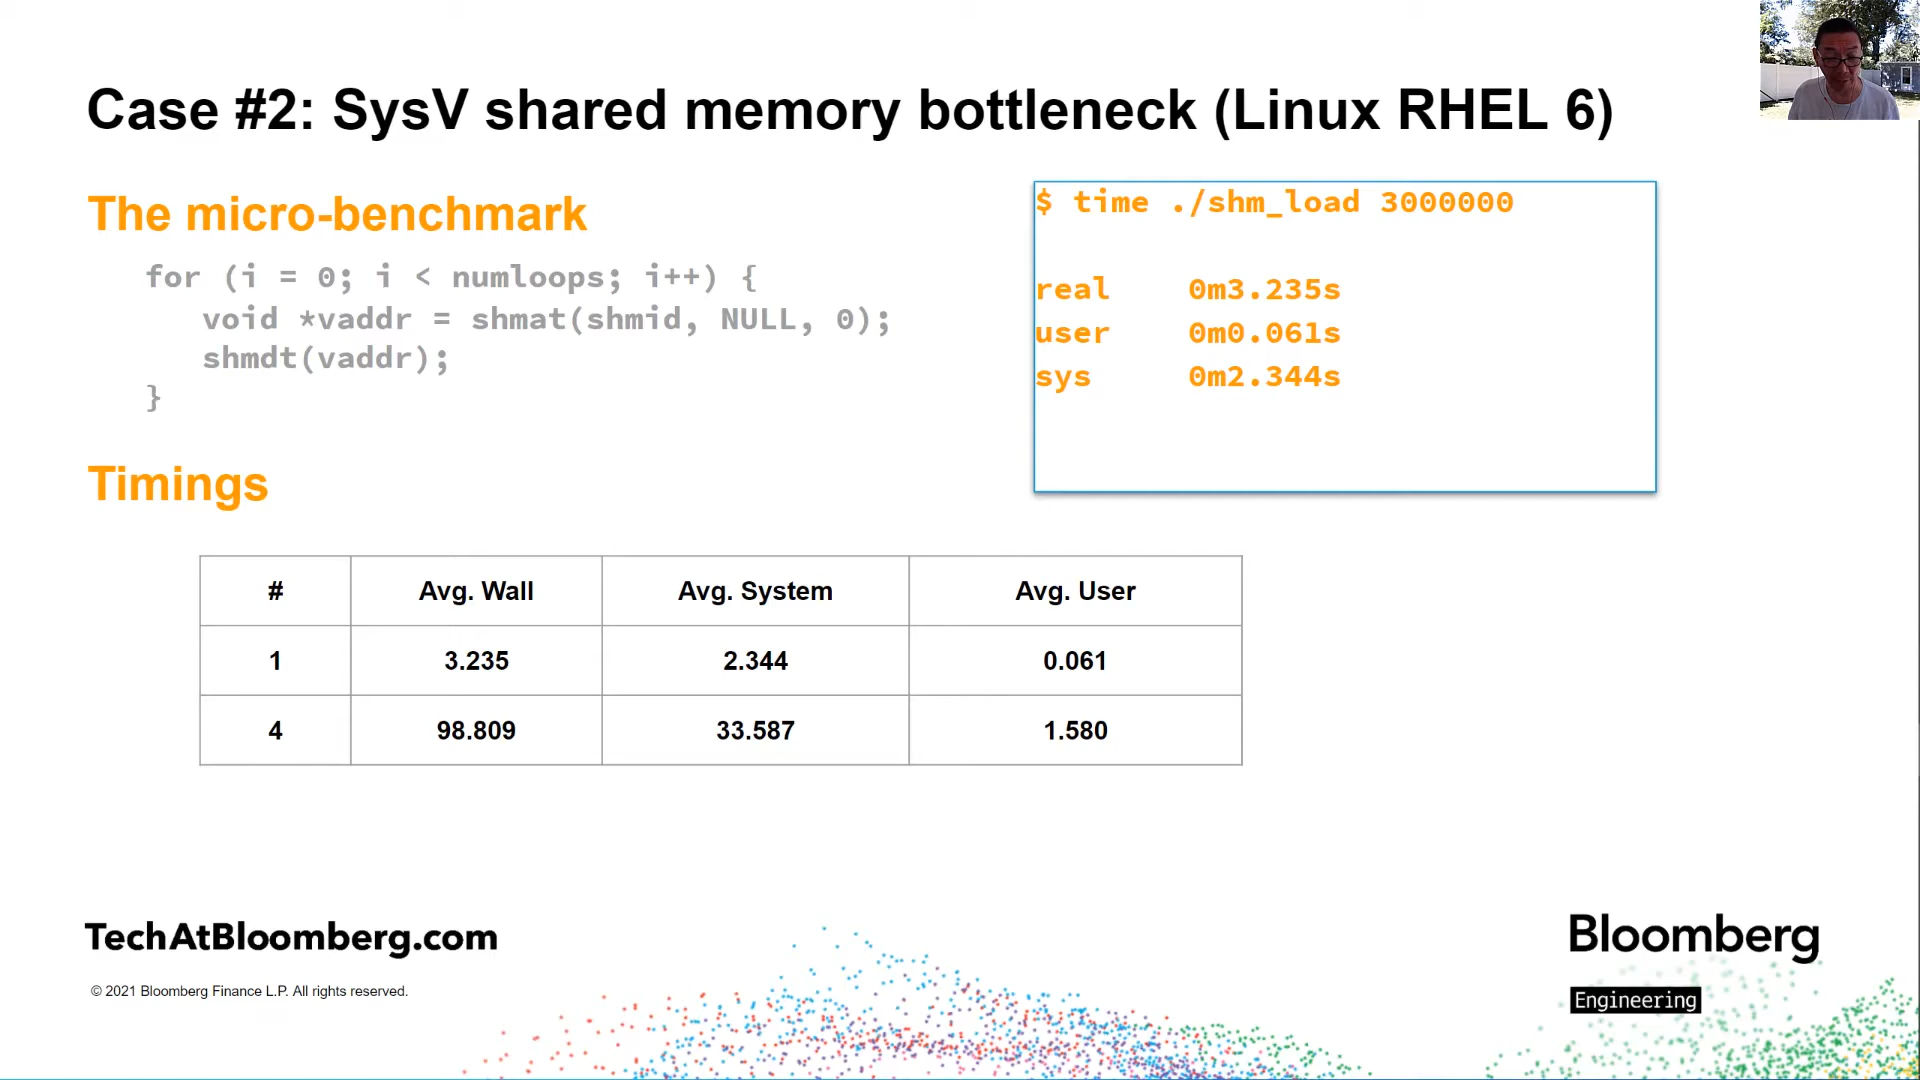 Case #2: SysV shared memory bottleneck (Linux RHEL 6)
The micro-benchmark
for (i = 0; i < numloops; i++) {
   void *vaddr = shmat(shmid, NULL, 0);
   shmdt(vaddr);
}
$ time ./shm_load 3000000
real    0m3.235s
user    0m0.061s
sys     0m2.344s
Timings
# Avg. Wall Avg. System Avg. User
1 3.235 2.344 0.061
4 98.809 33.587 1.580
TechAtBloomberg.com
© 2021 Bloomberg Finance L.P. All rights reserved.
Bloomberg
Engineering